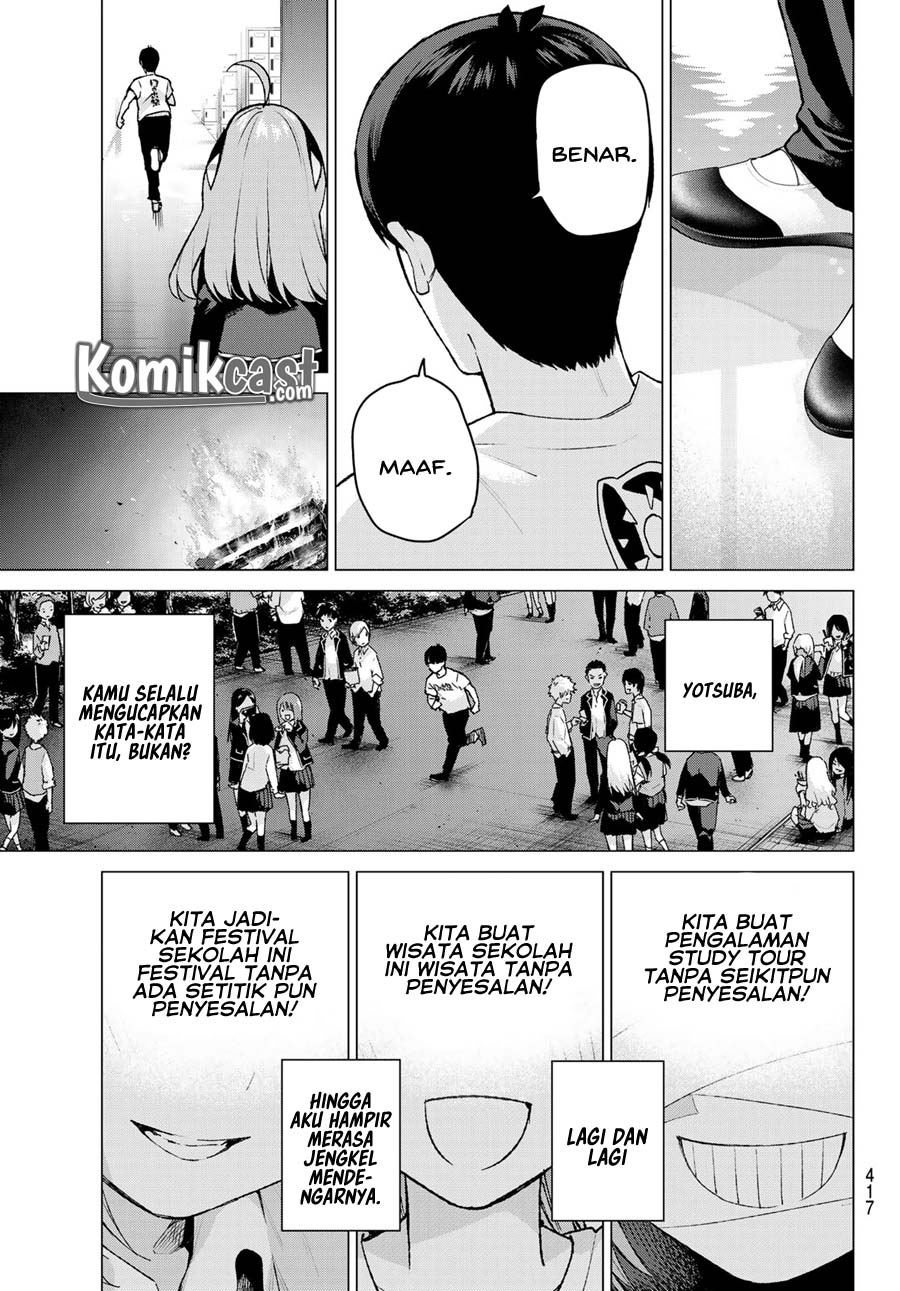 BENAR.
MAAF.
Komikcast
.com
YOTSUBA,
KAMU SELALU
MENGUCAPKAN
KATA-KATA
ITU, BUKAN?
KITA BUAT
PENGALAMAN
STUDY TOUR
TANPA SEIKITPUN
PENYESALAN!
LAGI DAN
LAGI
KITA BUAT
WISATA SEKOLAH
INI WISATA TANPA
PENYESALAN!
HINGGA
AKU HAMPIR
MERASA
JENGKEL
MENDE-
NGARNYA.
KITA JADI-
KAN FESTIVAL
SEKOLAH INI
FESTIVAL TANPA
ADA SETITIK PUN
PENYESALAN!
417